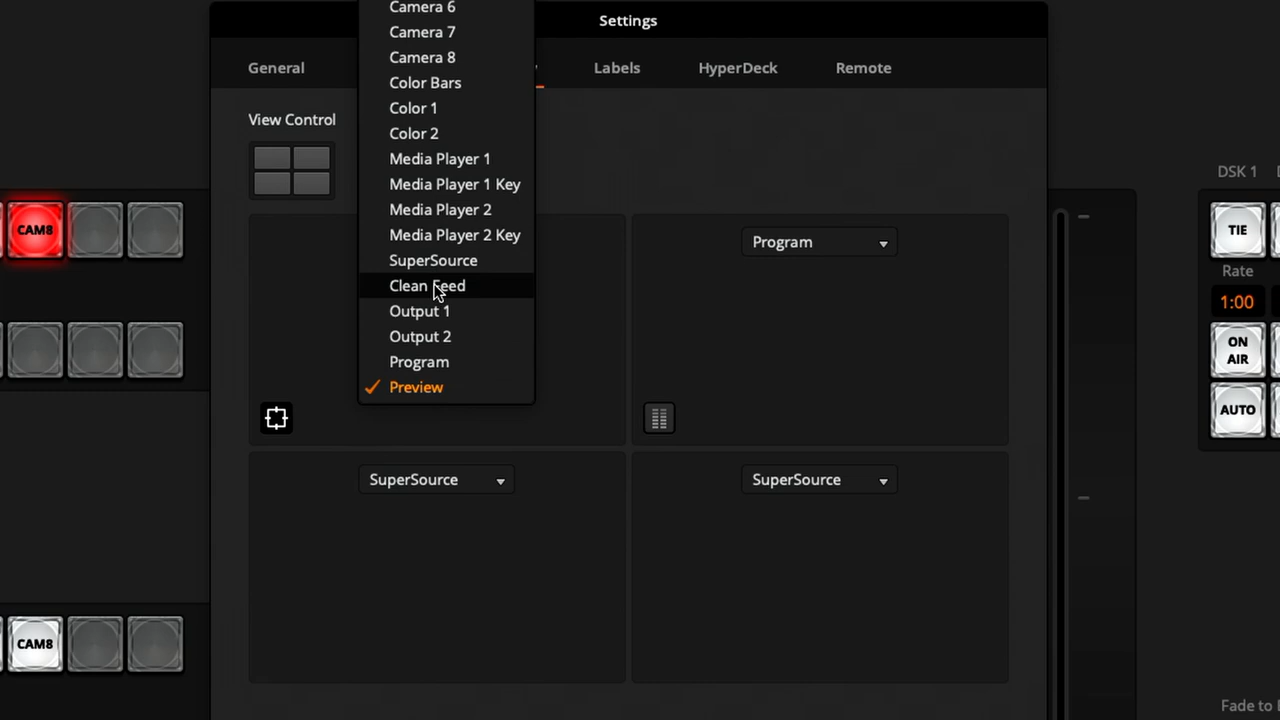 Settings
General
Labels
HyperDeck
Remote
View Control
Camera 6
Camera 7
Camera 8
Color Bars
Color 1
Color 2
Media Player 1
Media Player 1 Key
Media Player 2
Media Player 2 Key
SuperSource
Clean Feed
Output 1
Output 2
Program
Preview
Program
SuperSource
SuperSource
CAM8
CAM8
DSK 1
TIE
Rate
1:00
ON
AIR
AUTO
Fade to